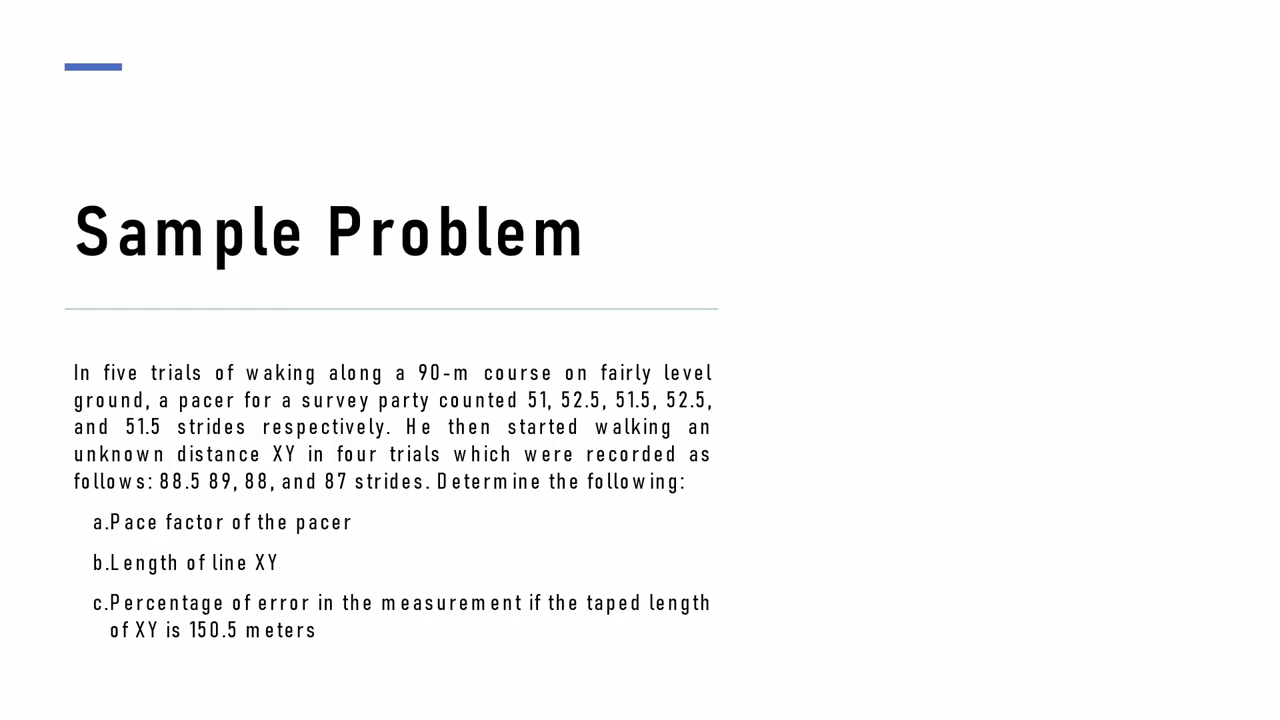 Sample Problem
In five trials of waking along a 90-m course on fairly level
ground, a pacer for a survey party counted 51, 52.5, 51.5, 52.5,
and 51.5 strides respectively. He then started walking an
unknown distance XY in four trials which were recorded as
follows: 88.5 89, 88, and 87 strides. Determine the following:
a.Pace factor of the pacer
b.Length of line XY
c.Percentage of error in the measurement if the taped length
of XY is 150.5 meters